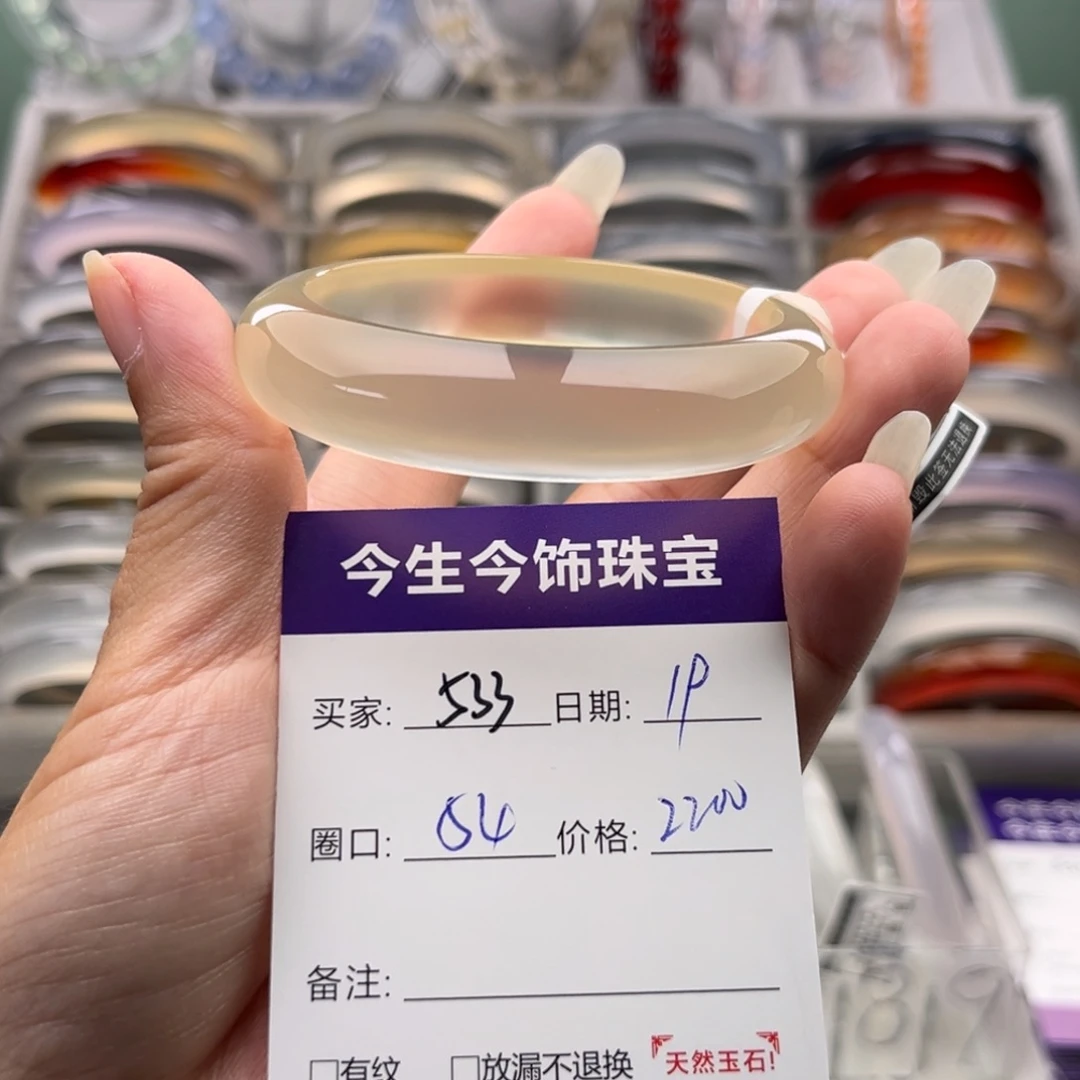 今生今饰珠宝
买家: 533 日期: 19
圈口: 54 价格: 2200
备注:
□有纹 □放漏不退换 天然玉石!